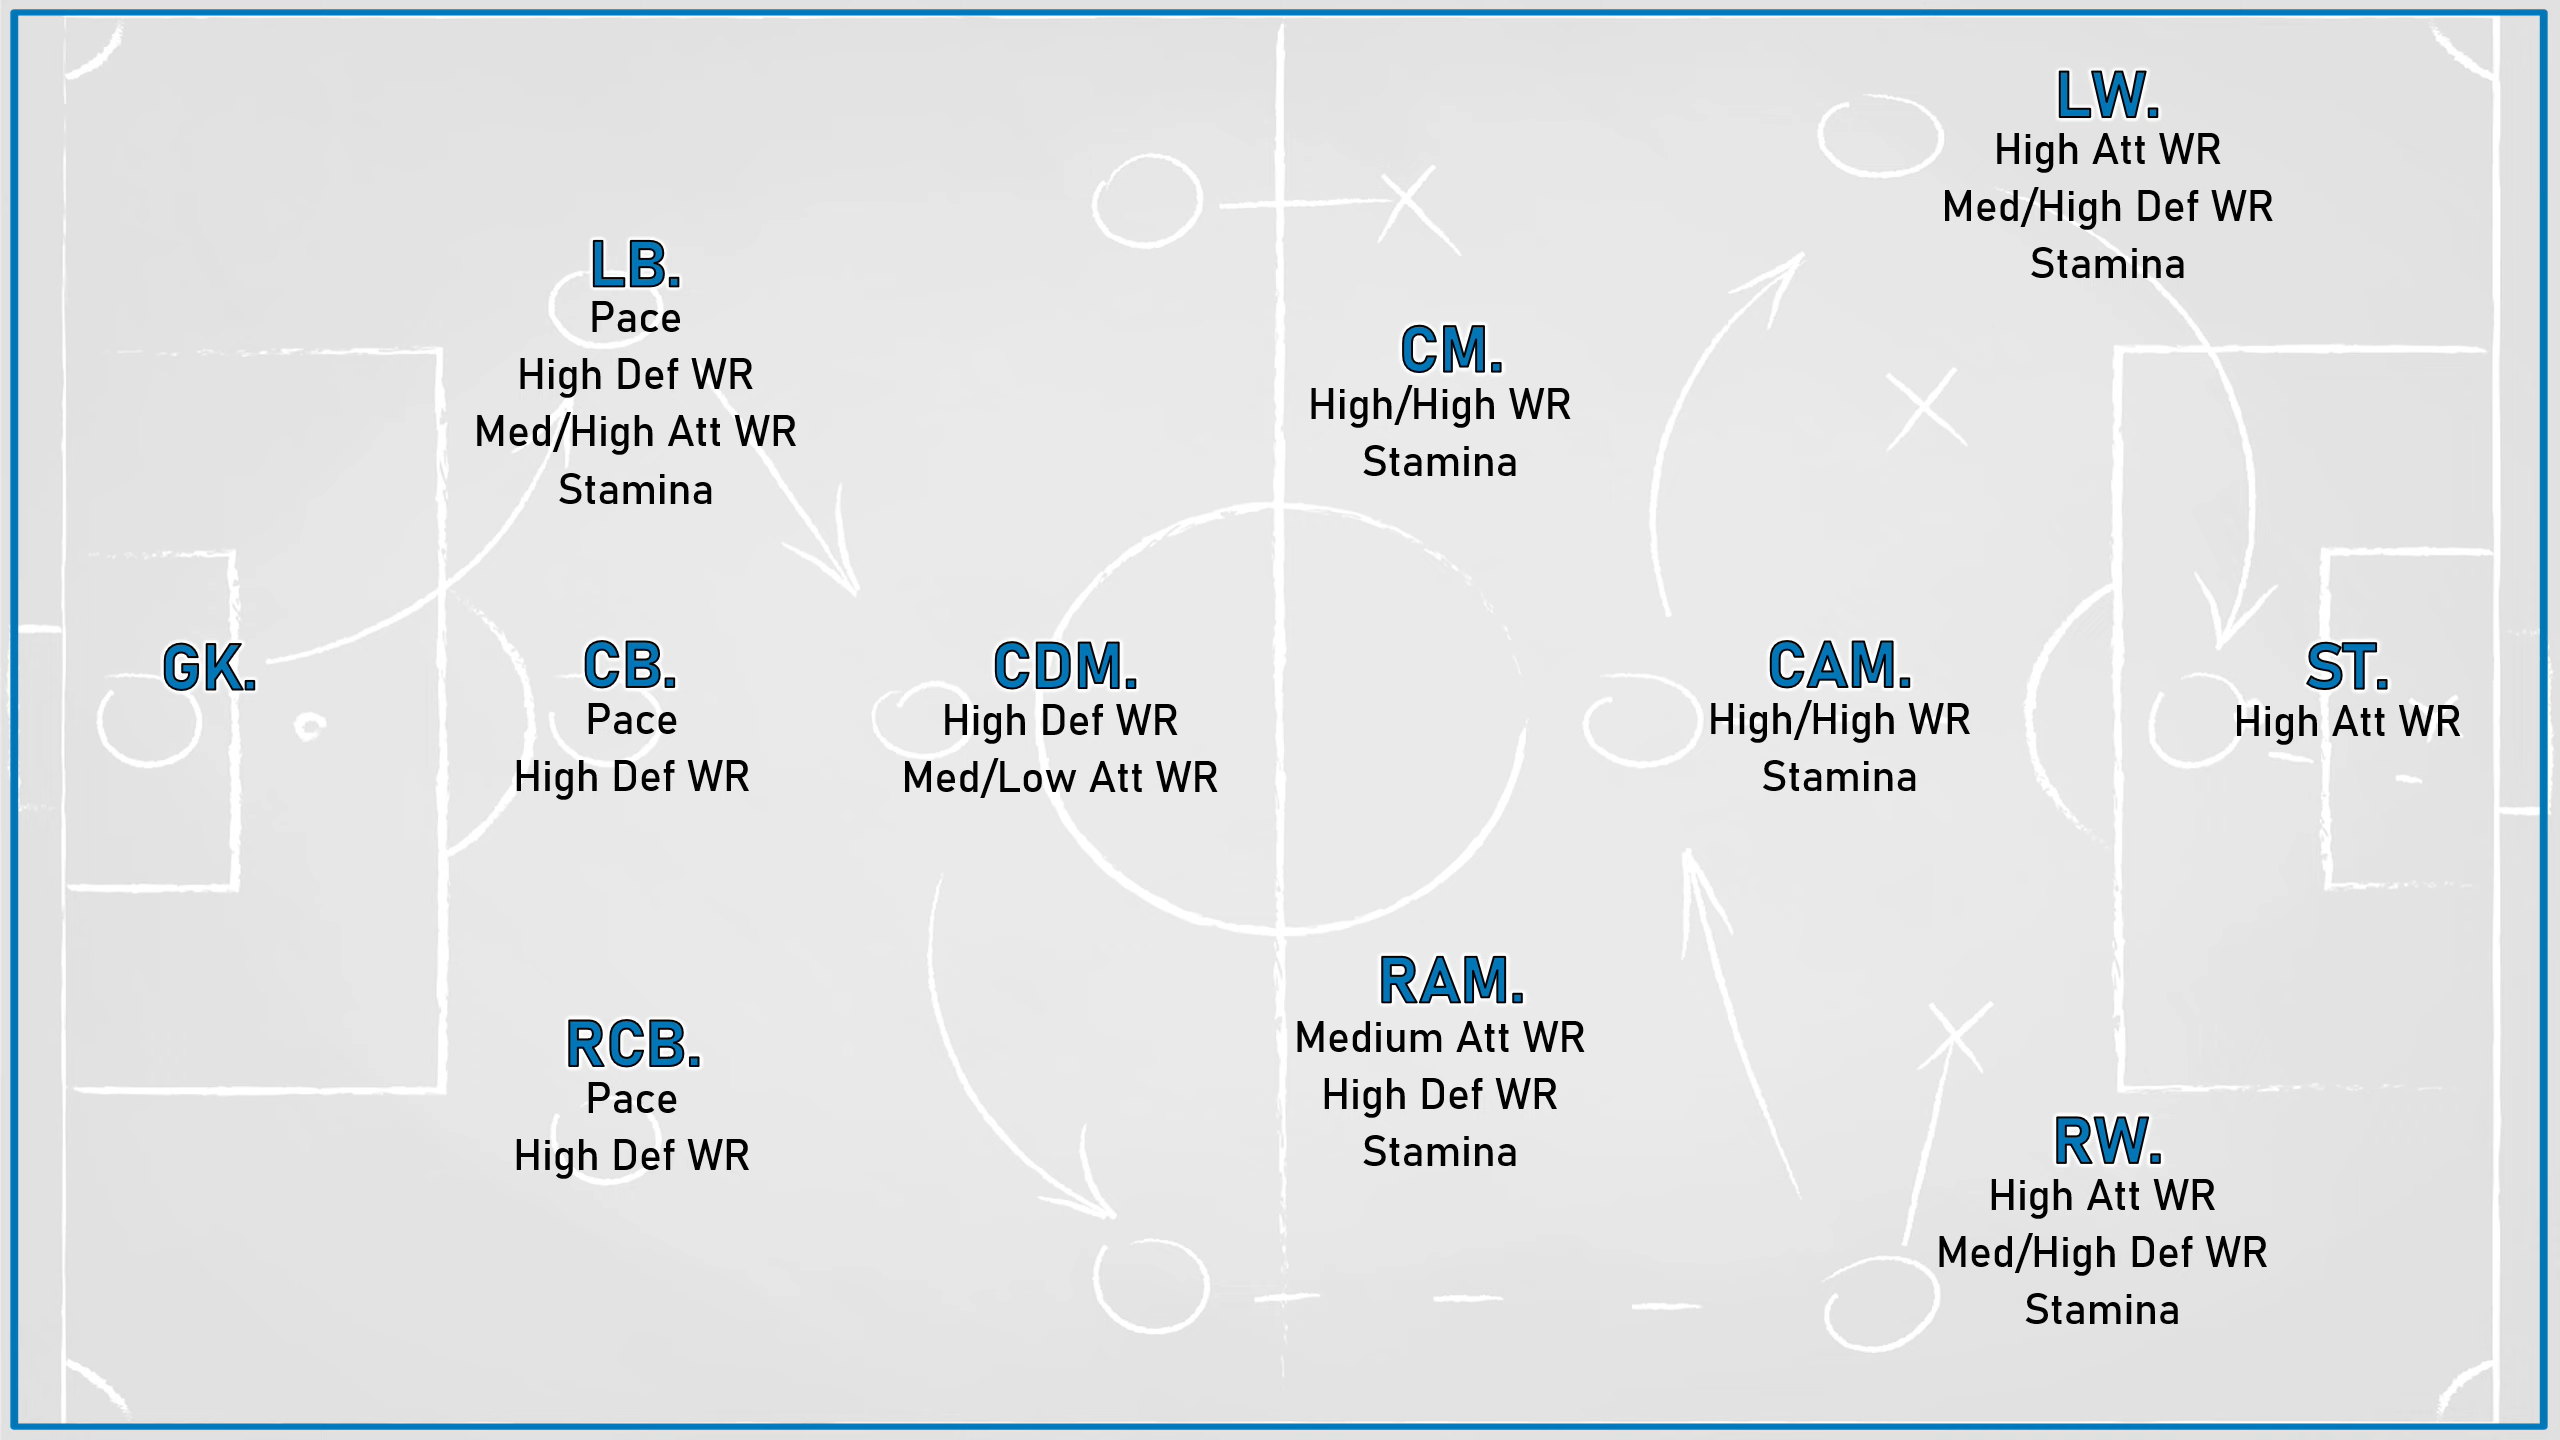 LW.
High Att WR
Med/High Def WR
Stamina
LB.
Pace
High Def WR
Med/High Att WR
Stamina
CM.
High/High WR
Stamina
GK.
CB.
Pace
High Def WR
CDM.
High Def WR
Med/Low Att WR
CAM.
High/High WR
Stamina
ST.
High Att WR
RCB.
Pace
High Def WR
RAM.
Medium Att WR
High Def WR
Stamina
RW.
High Att WR
Med/High Def WR
Stamina